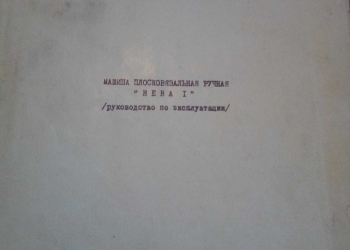 МАШИНА ПЛОСКОВЯЗАЛЬНАЯ РУЧНАЯ
"НЕВА I"
/руководство по эксплуатации/